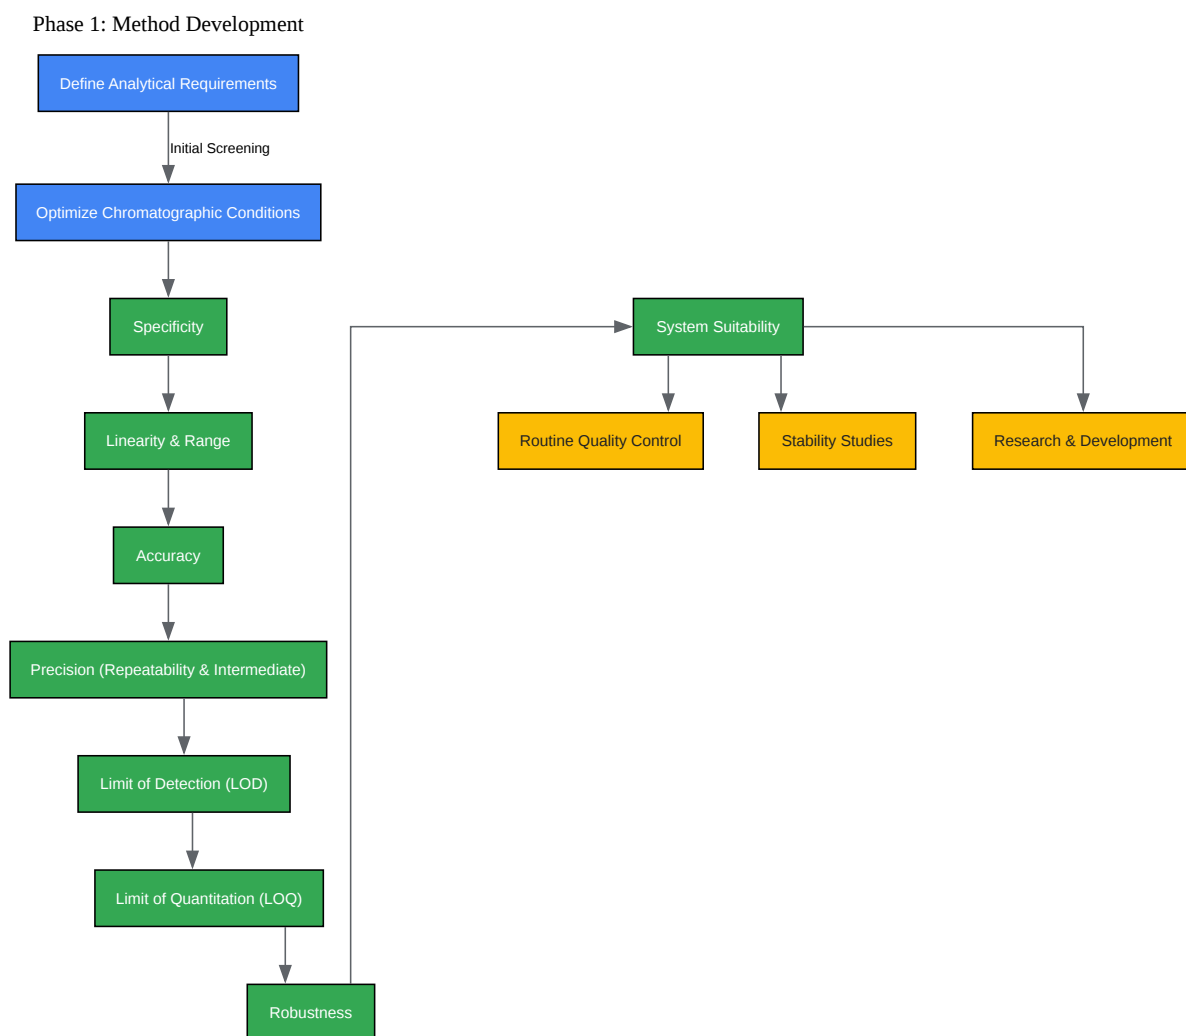 Phase 1: Method Development
Define Analytical Requirements
Initial Screening
Optimize Chromatographic Conditions
Specificity
Linearity & Range
Accuracy
Precision (Repeatability & Intermediate)
Limit of Detection (LOD)
Limit of Quantitation (LOQ)
Robustness
System Suitability
Routine Quality Control
Stability Studies
Research & Development